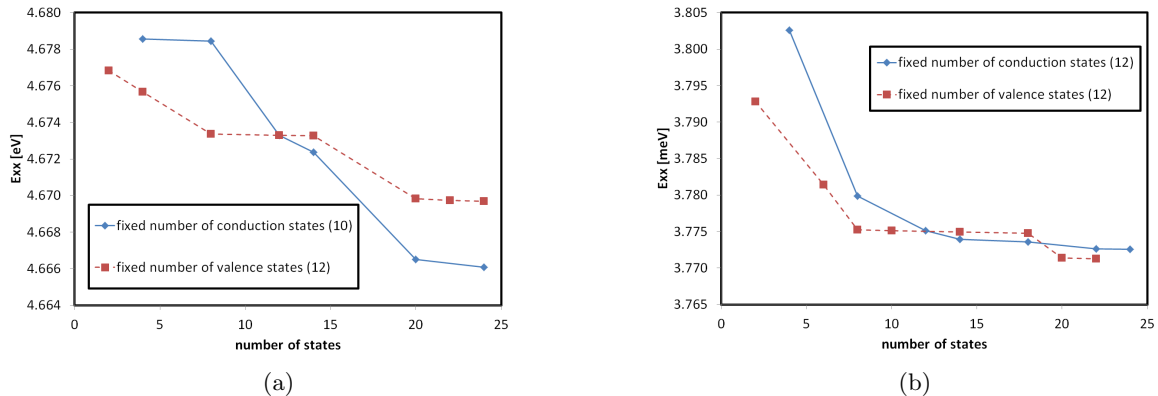 4.680
4.678
4.676
4.674
4.672
4.670
4.668
4.666
4.664
Exx [eV]
fixed number of conduction states (10)
fixed number of valence states (12)
0 5 10 15 20 25
number of states
(a)
3.805
3.800
3.795
3.790
3.785
3.780
3.775
3.770
3.765
Exx [meV]
fixed number of conduction states (12)
fixed number of valence states (12)
0 5 10 15 20 25
number of states
(b)